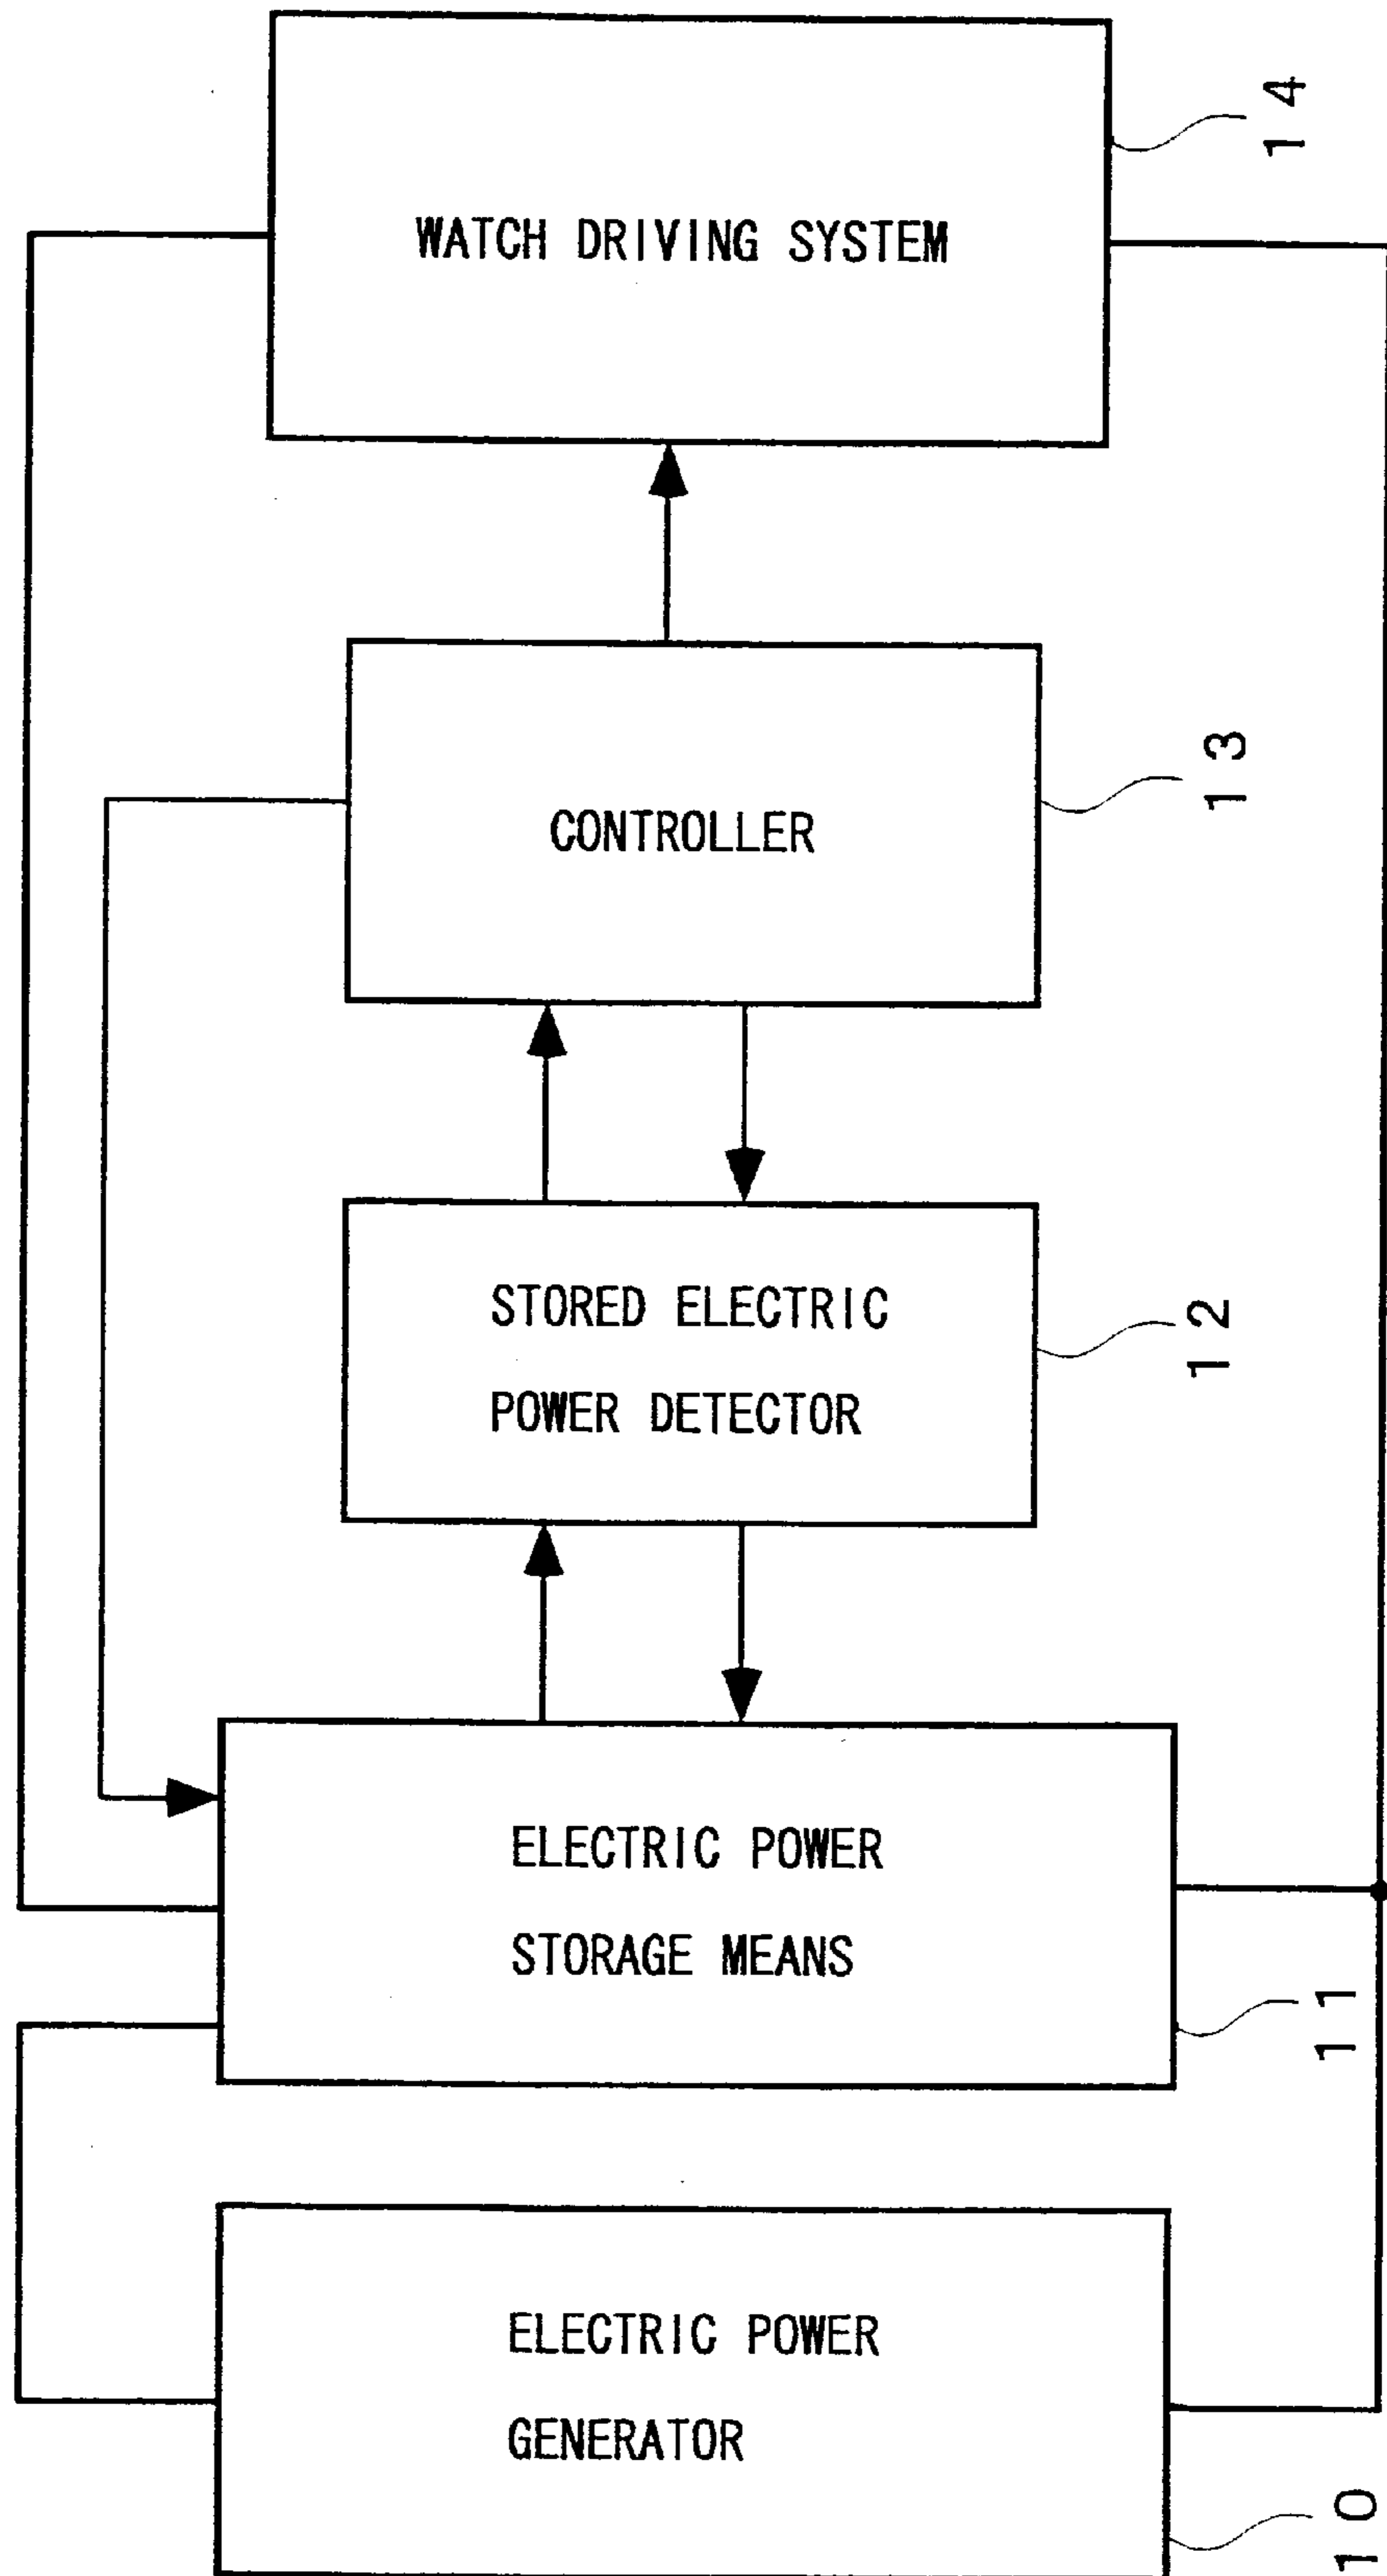 WATCH DRIVING SYSTEM
14
CONTROLLER
13
STORED ELECTRIC
POWER DETECTOR
12
ELECTRIC POWER
STORAGE MEANS
11
ELECTRIC POWER
GENERATOR
10